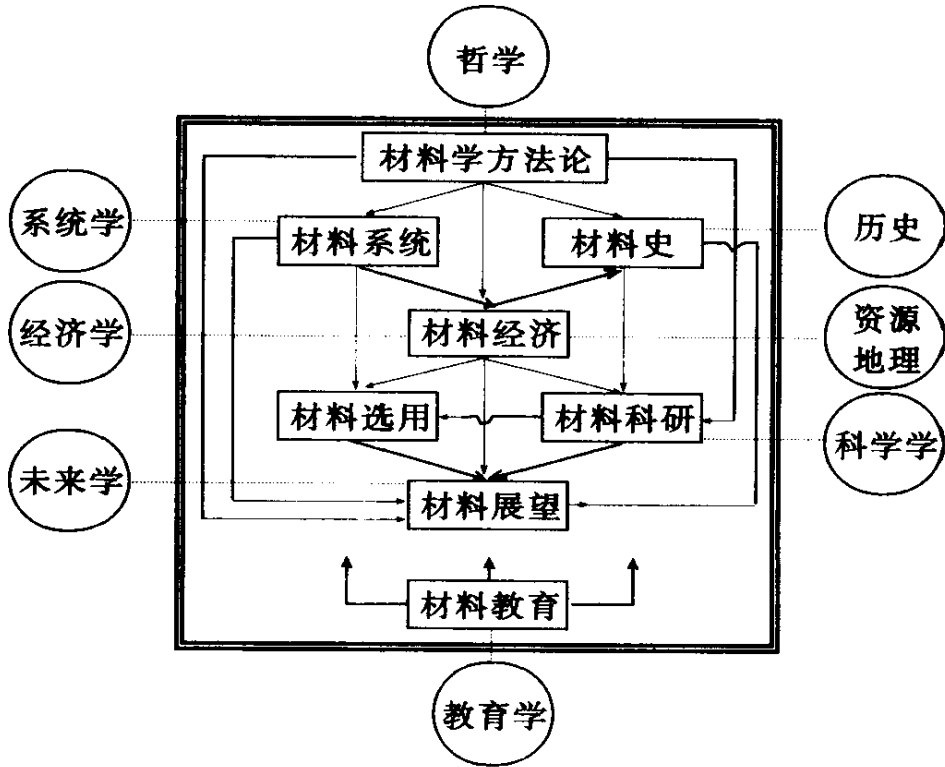 哲学
材料学方法论
系统学
材料系统
材料史
历史
经济学
材料经济
资源
地理
材料选用
材料科研
科学学
未来学
材料展望
材料教育
教育学